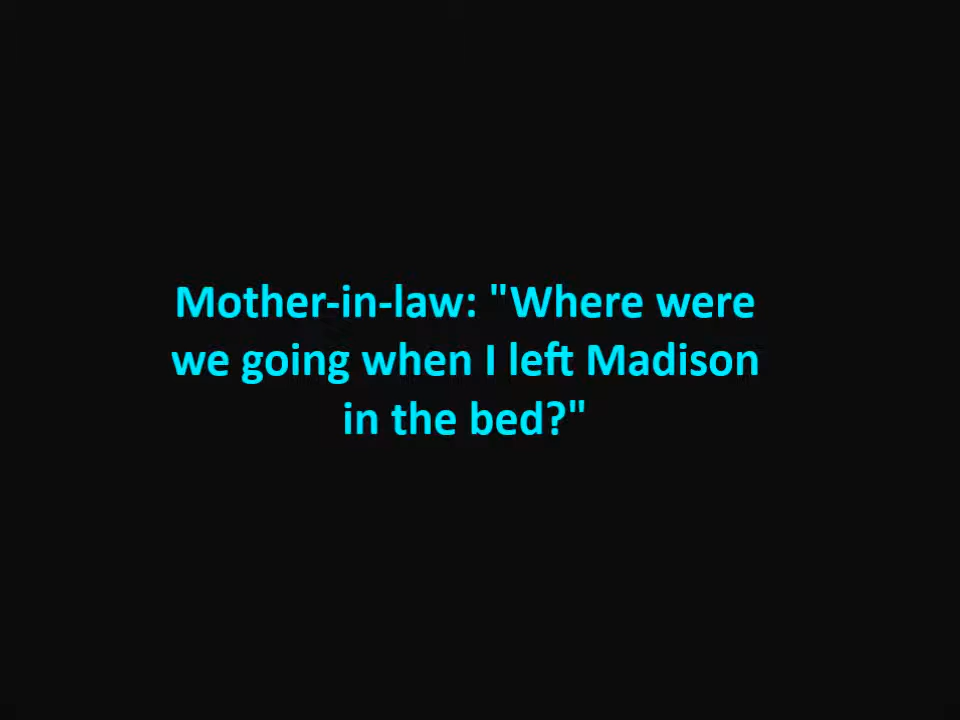 Mother-in-law: "Where were
we going when I left Madison
in the bed?"